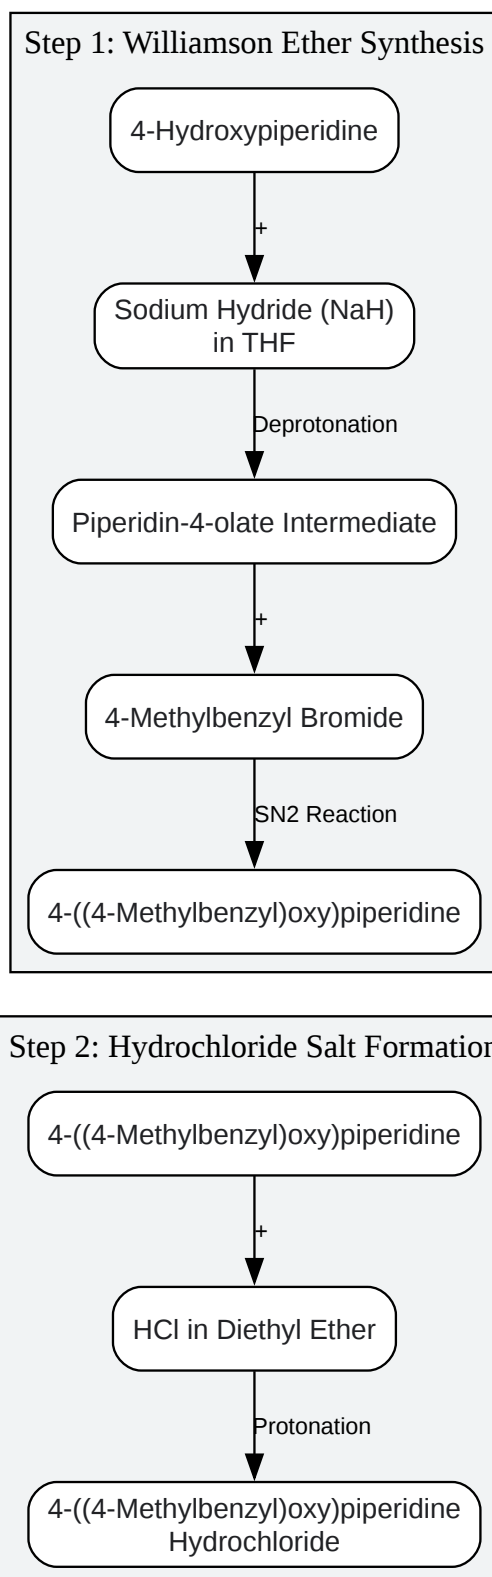 Step 1: Williamson Ether Synthesis
4-Hydroxypiperidine
+
Sodium Hydride (NaH)
in THF
Deprotonation
Piperidin-4-olate Intermediate
+
4-Methylbenzyl Bromide
SN2 Reaction
4-((4-Methylbenzyl)oxy)piperidine
Step 2: Hydrochloride Salt Formation
4-((4-Methylbenzyl)oxy)piperidine
+
HCl in Diethyl Ether
Protonation
4-((4-Methylbenzyl)oxy)piperidine
Hydrochloride